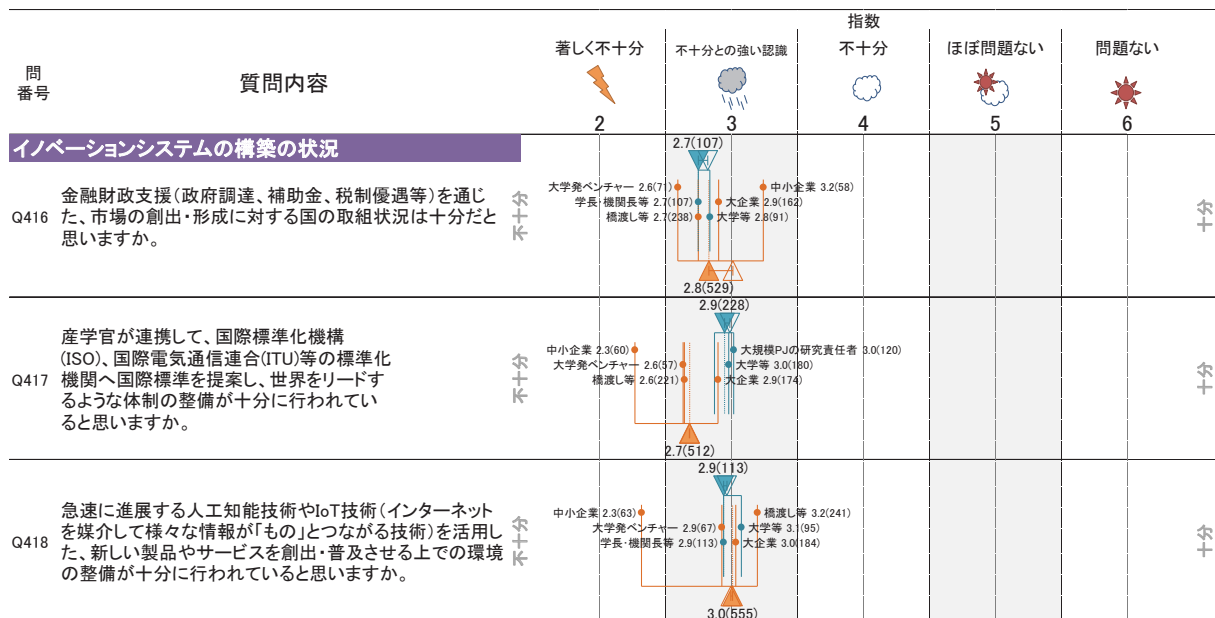 指数
著しく不十分
不十分との強い認識
不十分
ほぼ問題ない
問題ない
問
番号
質問内容
2
3
4
5
6
イノベーションシステムの構築の状況
2.7(107)
Q416
金融財政支援(政府調達、補助金、税制優遇等)を通じ
た、市場の創出・形成に対する国の取組状況は十分だと
思いますか。
不十分
大学発ベンチャー 2.6(71)
中小企業 3.2(58)
学長・機関長等 2.7(107)
大企業 2.9(162)
橋渡し等 2.7(238)
大学等 2.8(91)
十分
2.8(529)
2.9(228)
Q417
産学官が連携して、国際標準化機構
(ISO)、国際電気通信連合(ITU)等の標準化
機関へ国際標準を提案し、世界をリードす
るような体制の整備が十分に行われてい
ると思いますか。
不十分
中小企業 2.3(60)
大規模PJの研究責任者 3.0(120)
大学発ベンチャー 2.6(57)
大学等 3.0(180)
橋渡し等 2.6(221)
大企業 2.9(174)
十分
2.7(512)
2.9(113)
Q418
急速に進展する人工知能技術やIoT技術(インターネット
を媒介して様々な情報が「もの」とつながる技術)を活用し
た、新しい製品やサービスを創出・普及させる上での環境
の整備が十分に行われていると思いますか。
不十分
中小企業 2.3(63)
橋渡し等 3.2(241)
大学発ベンチャー 2.9(67)
大学等 3.1(95)
学長・機関長等 2.9(113)
大企業 3.0(184)
十分
3.0(555)